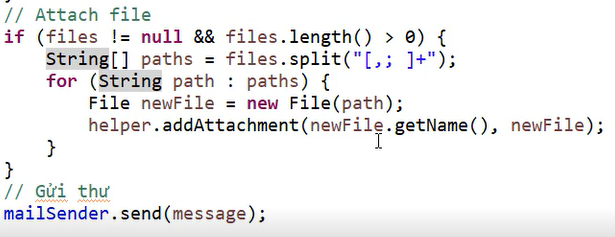 // Attach file
if (files != null && files.length() > 0) {
String[] paths = files.split("[,; ]+");
for (String path : paths) {
File newFile = new File(path);
helper.addAttachment(newFile.getName(), newFile);
}
}
// Gửi thư
mailSender.send(message);